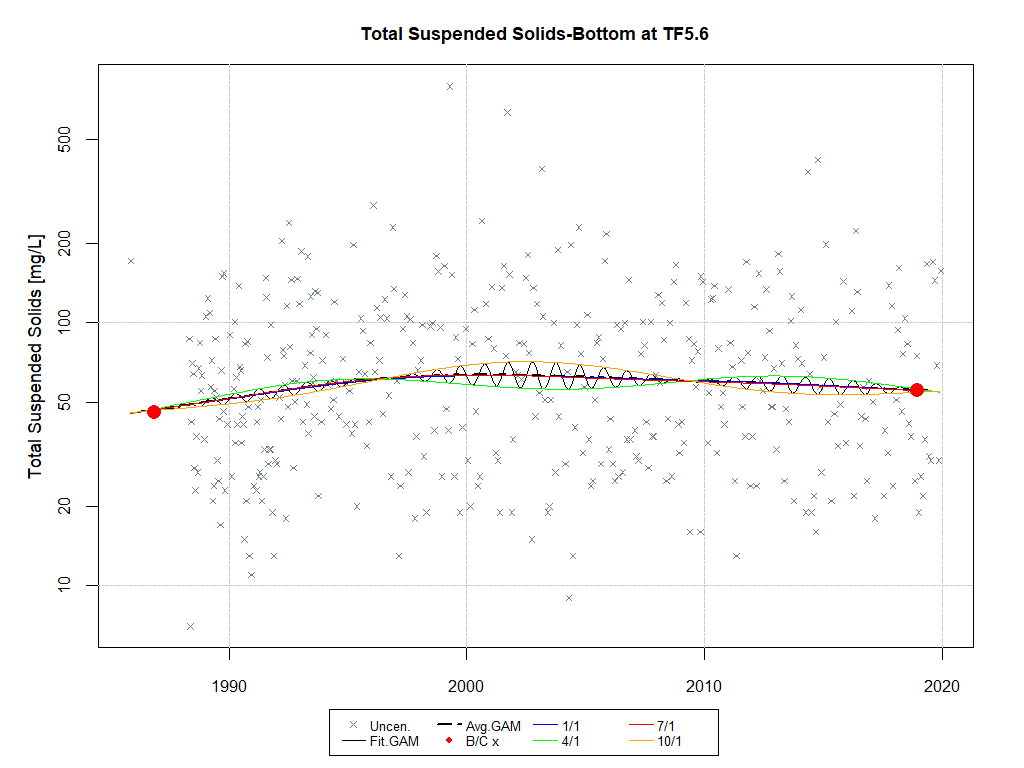 Total Suspended Solids-Bottom at TF5.6
Total Suspended Solids [mg/L]
500
200
100
50
20
10
1990 2000 2010 2020
Uncen. Avg.GAM 1/1 7/1
Fit.GAM B/C x 4/1 10/1